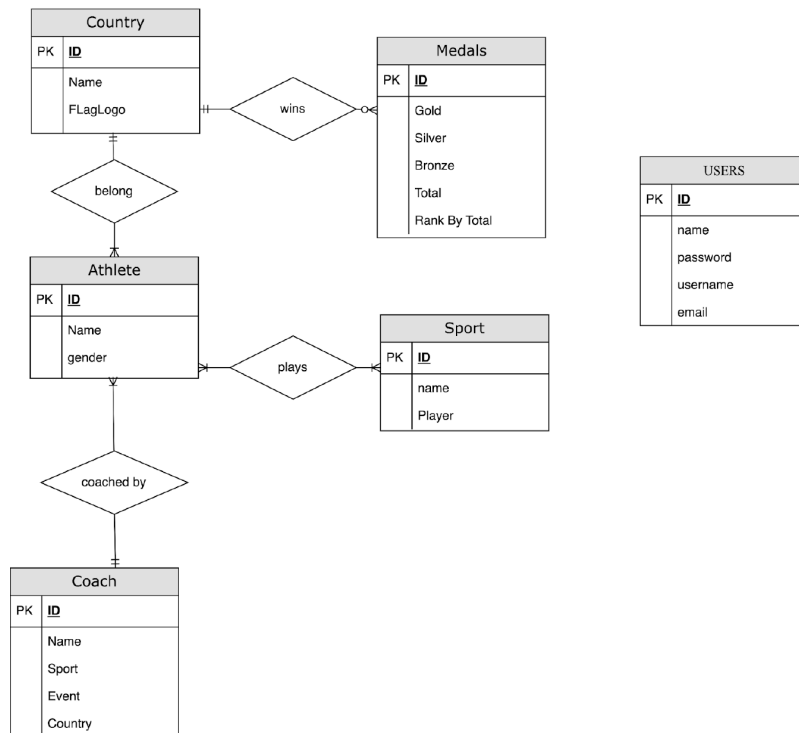 Country
PK ID
Name
FLagLogo
wins
Medals
PK ID
Gold
Silver
Bronze
Total
Rank By Total
belong
USERS
PK ID
name
password
username
email
Athlete
PK ID
Name
gender
plays
Sport
PK ID
name
Player
coached by
Coach
PK ID
Name
Sport
Event
Country